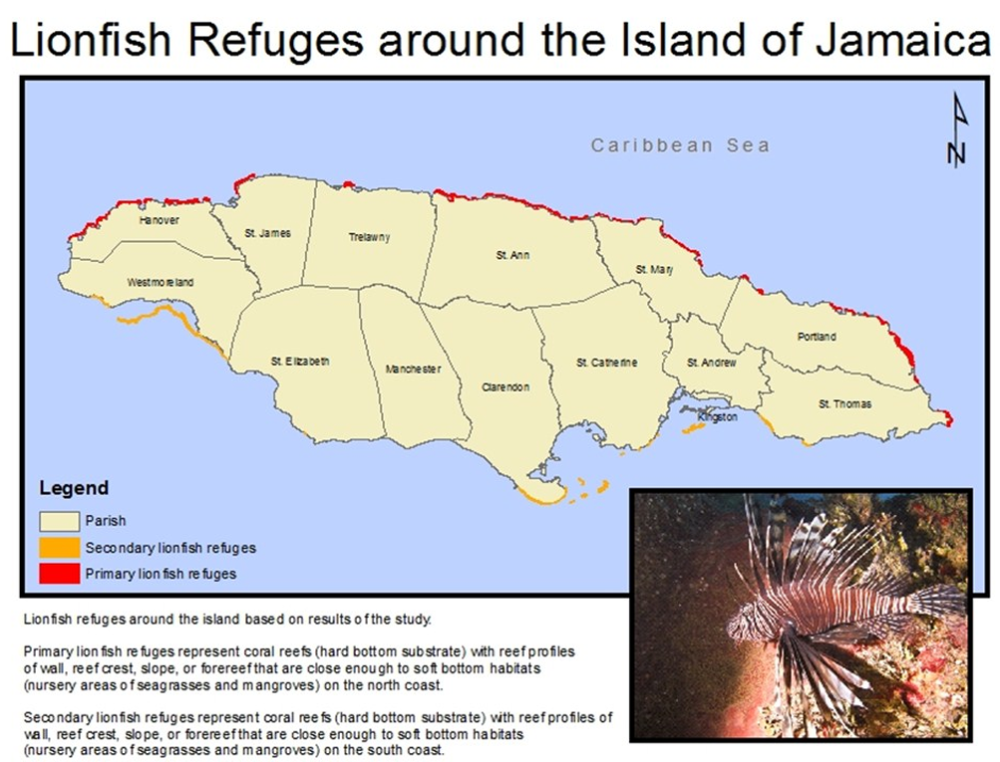 Lionfish Refuges around the Island of Jamaica
Caribbean Sea
N
Hanover
St. James
Trelawny
St. Ann
St. Mary
Westmoreland
Portland
St. Elizabeth
Manchester
St. Catherine
St. Andrew
Clarendon
St. Thomas
Kingston
Legend
Parish
Secondary lionfish refuges
Primary lionfish refuges
Lionfish refuges around the island based on results of the study.
Primary lionfish refuges represent coral reefs (hard bottom substrate) with reef profiles
of wall, reef crest, slope, or forereef that are close enough to soft bottom habitats
(nursery areas of seagrasses and mangroves) on the north coast.
Secondary lionfish refuges represent coral reefs (hard bottom substrate) with reef profiles of
wall, reef crest, slope, or forereef that are close enough to soft bottom habitats
(nursery areas of seagrasses and mangroves) on the south coast.